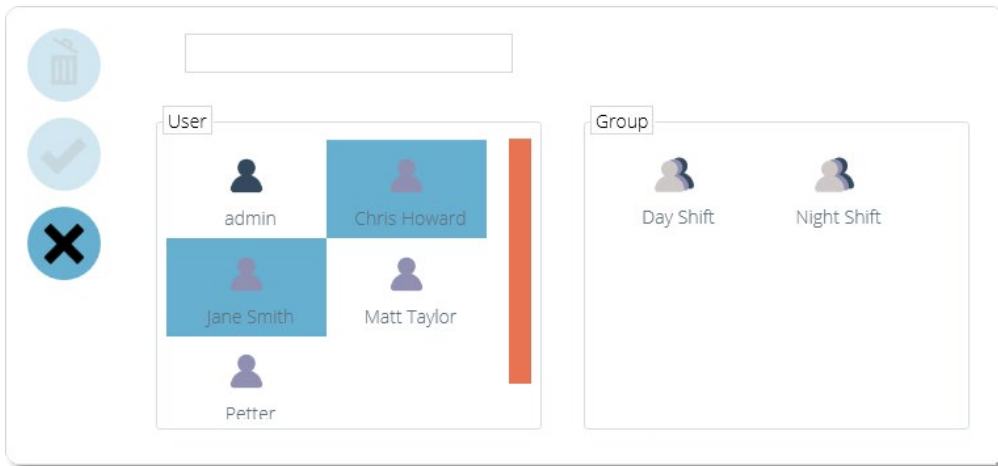 User
Group
admin
Chris Howard
Day Shift
Night Shift
Jane Smith
Matt Taylor
Petter